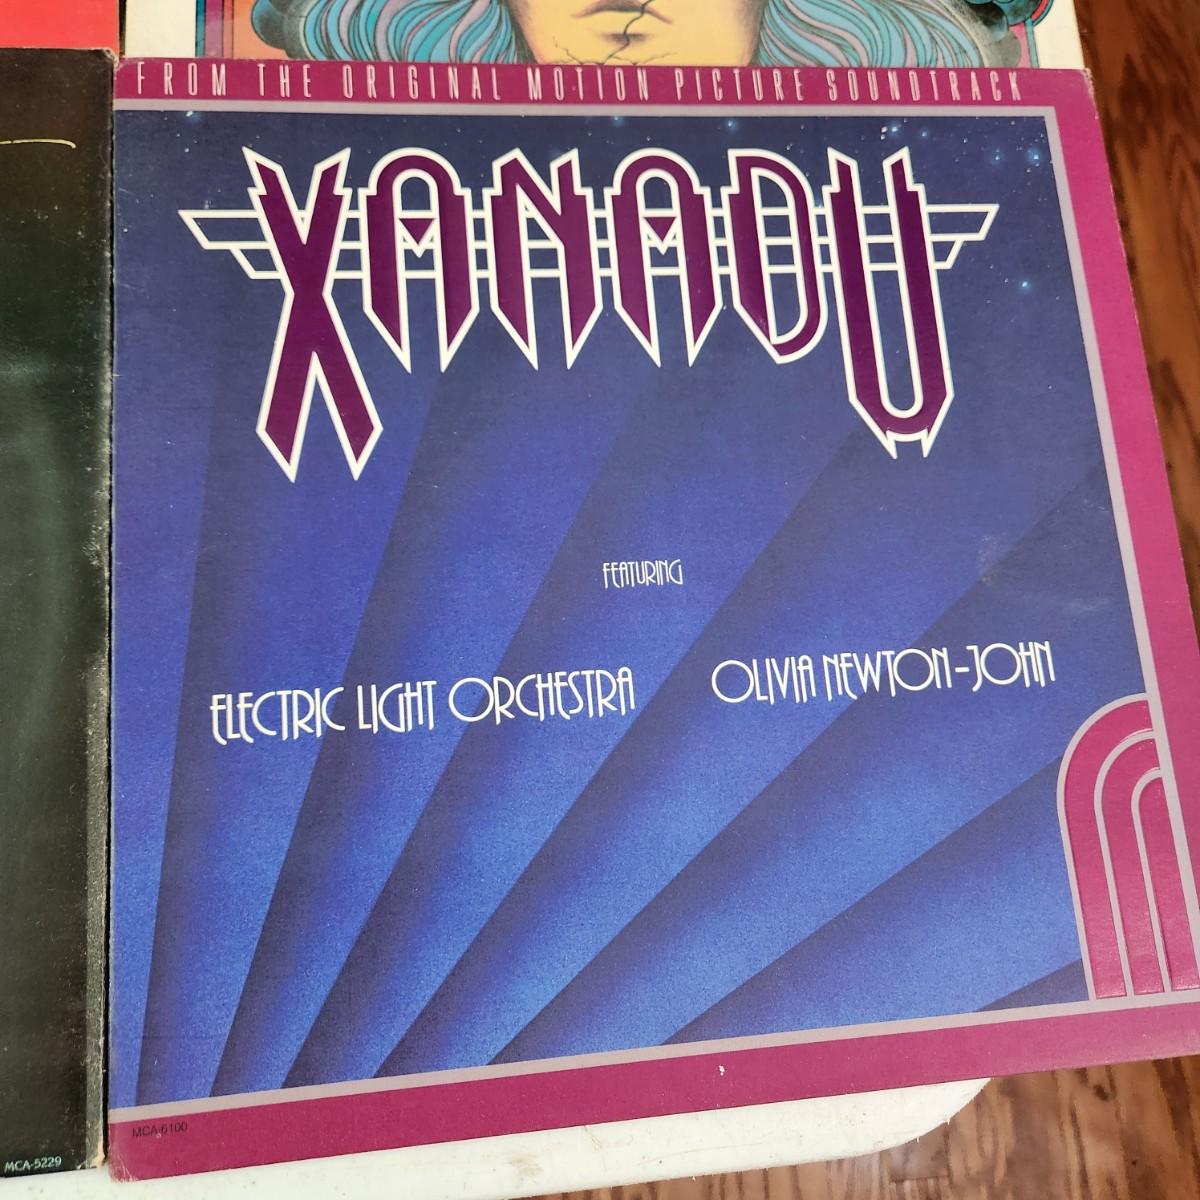 FROM THE ORIGINAL MOTION PICTURE SOUNDTRACK
XANADU
FEATURING
ELECTRIC LIGHT ORCHESTRA
OLIVIA NEWTON-JOHN
MCA-6100
MCA-5229